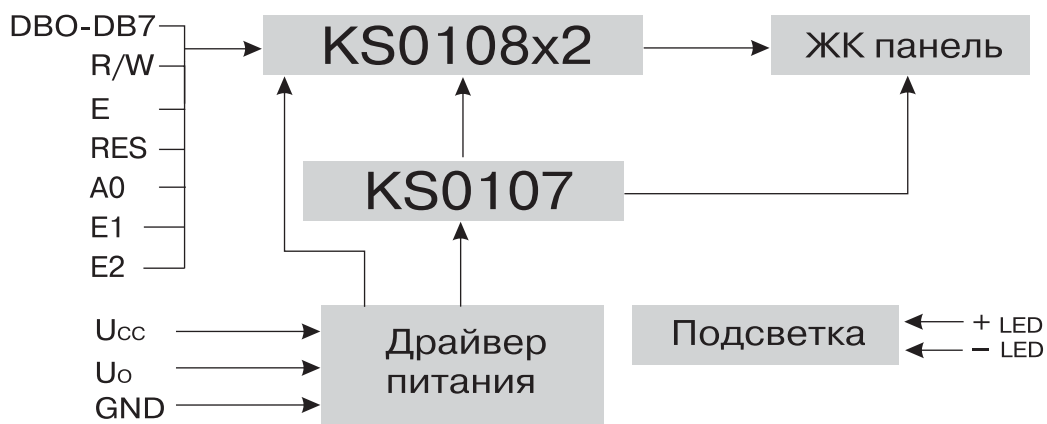 DBO-DB7
R/W
E
RES
A0
E1
E2
KS0108x2
ЖК панель
KS0107
Ucc
Uo
GND
Драйвер
питания
Подсветка
+ LED
− LED